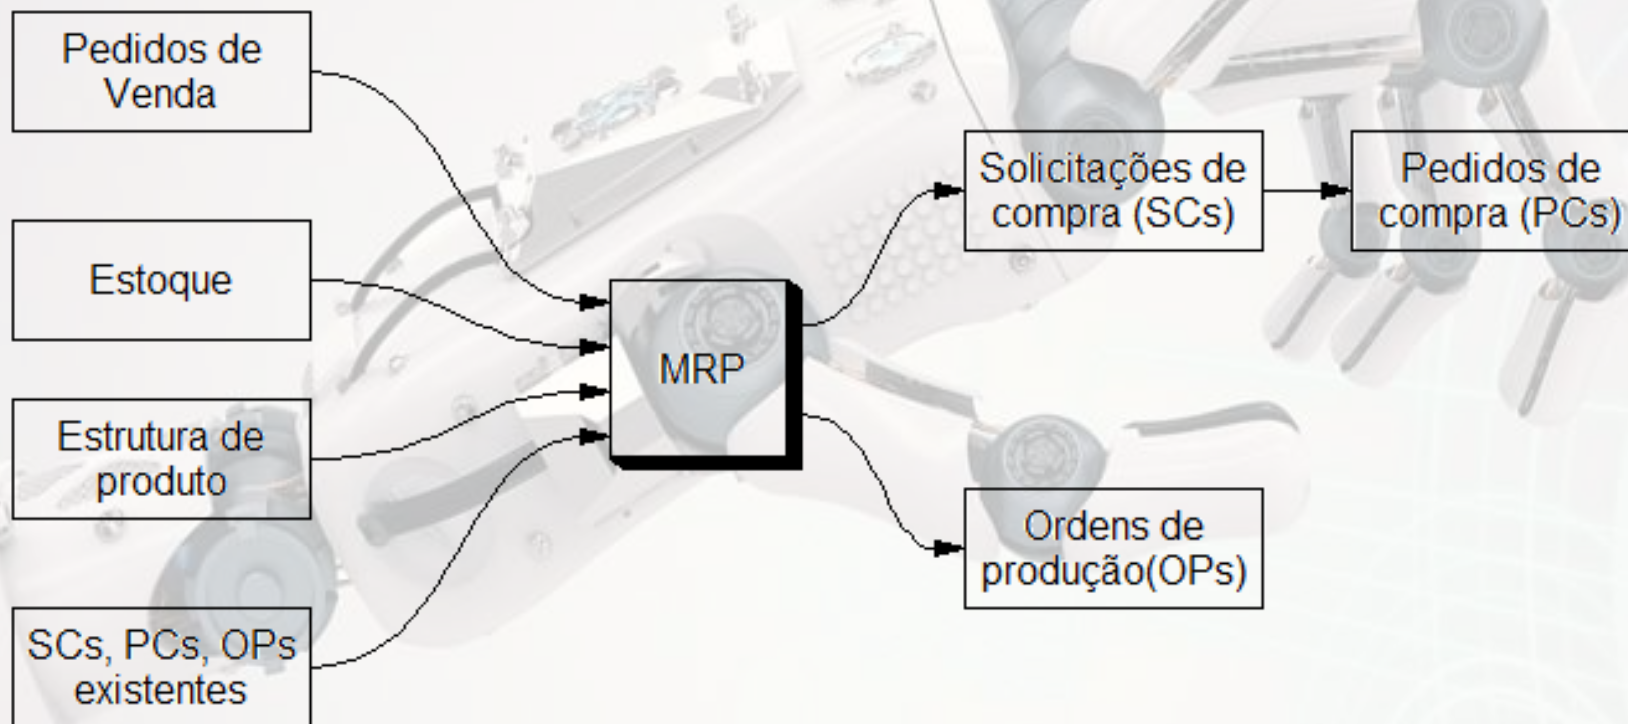 Pedidos de
Venda
Estoque
Estrutura de
produto
SCs, PCs, OPs
existentes
MRP
Solicitações de
compra (SCs)
Pedidos de
compra (PCs)
Ordens de
produção(OPs)